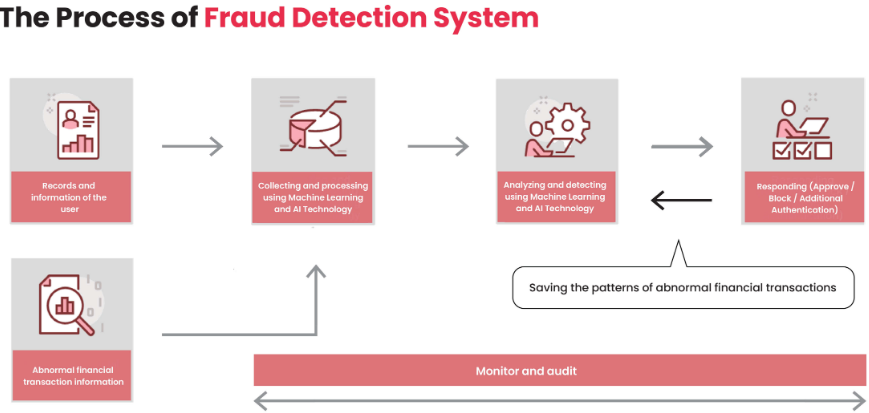 The Process of Fraud Detection System
Records and
information of the
user
Collecting and processing
using Machine Learning
and AI Technology
Analyzing and detecting
using Machine Learning
and AI Technology
Responding (Approve /
Block / Additional
Authentication)
Saving the patterns of abnormal financial transactions
Abnormal financial
transaction information
Monitor and audit